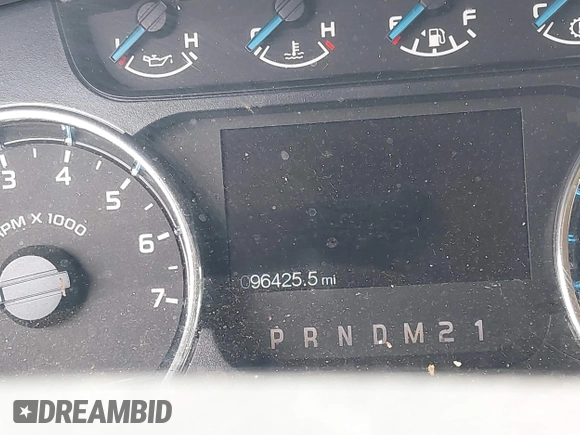 L H
C H
E F
C
3 4 5 6 7
RPM X 1000
096425.5 mi
P R N D M 2 1
DREAMBID